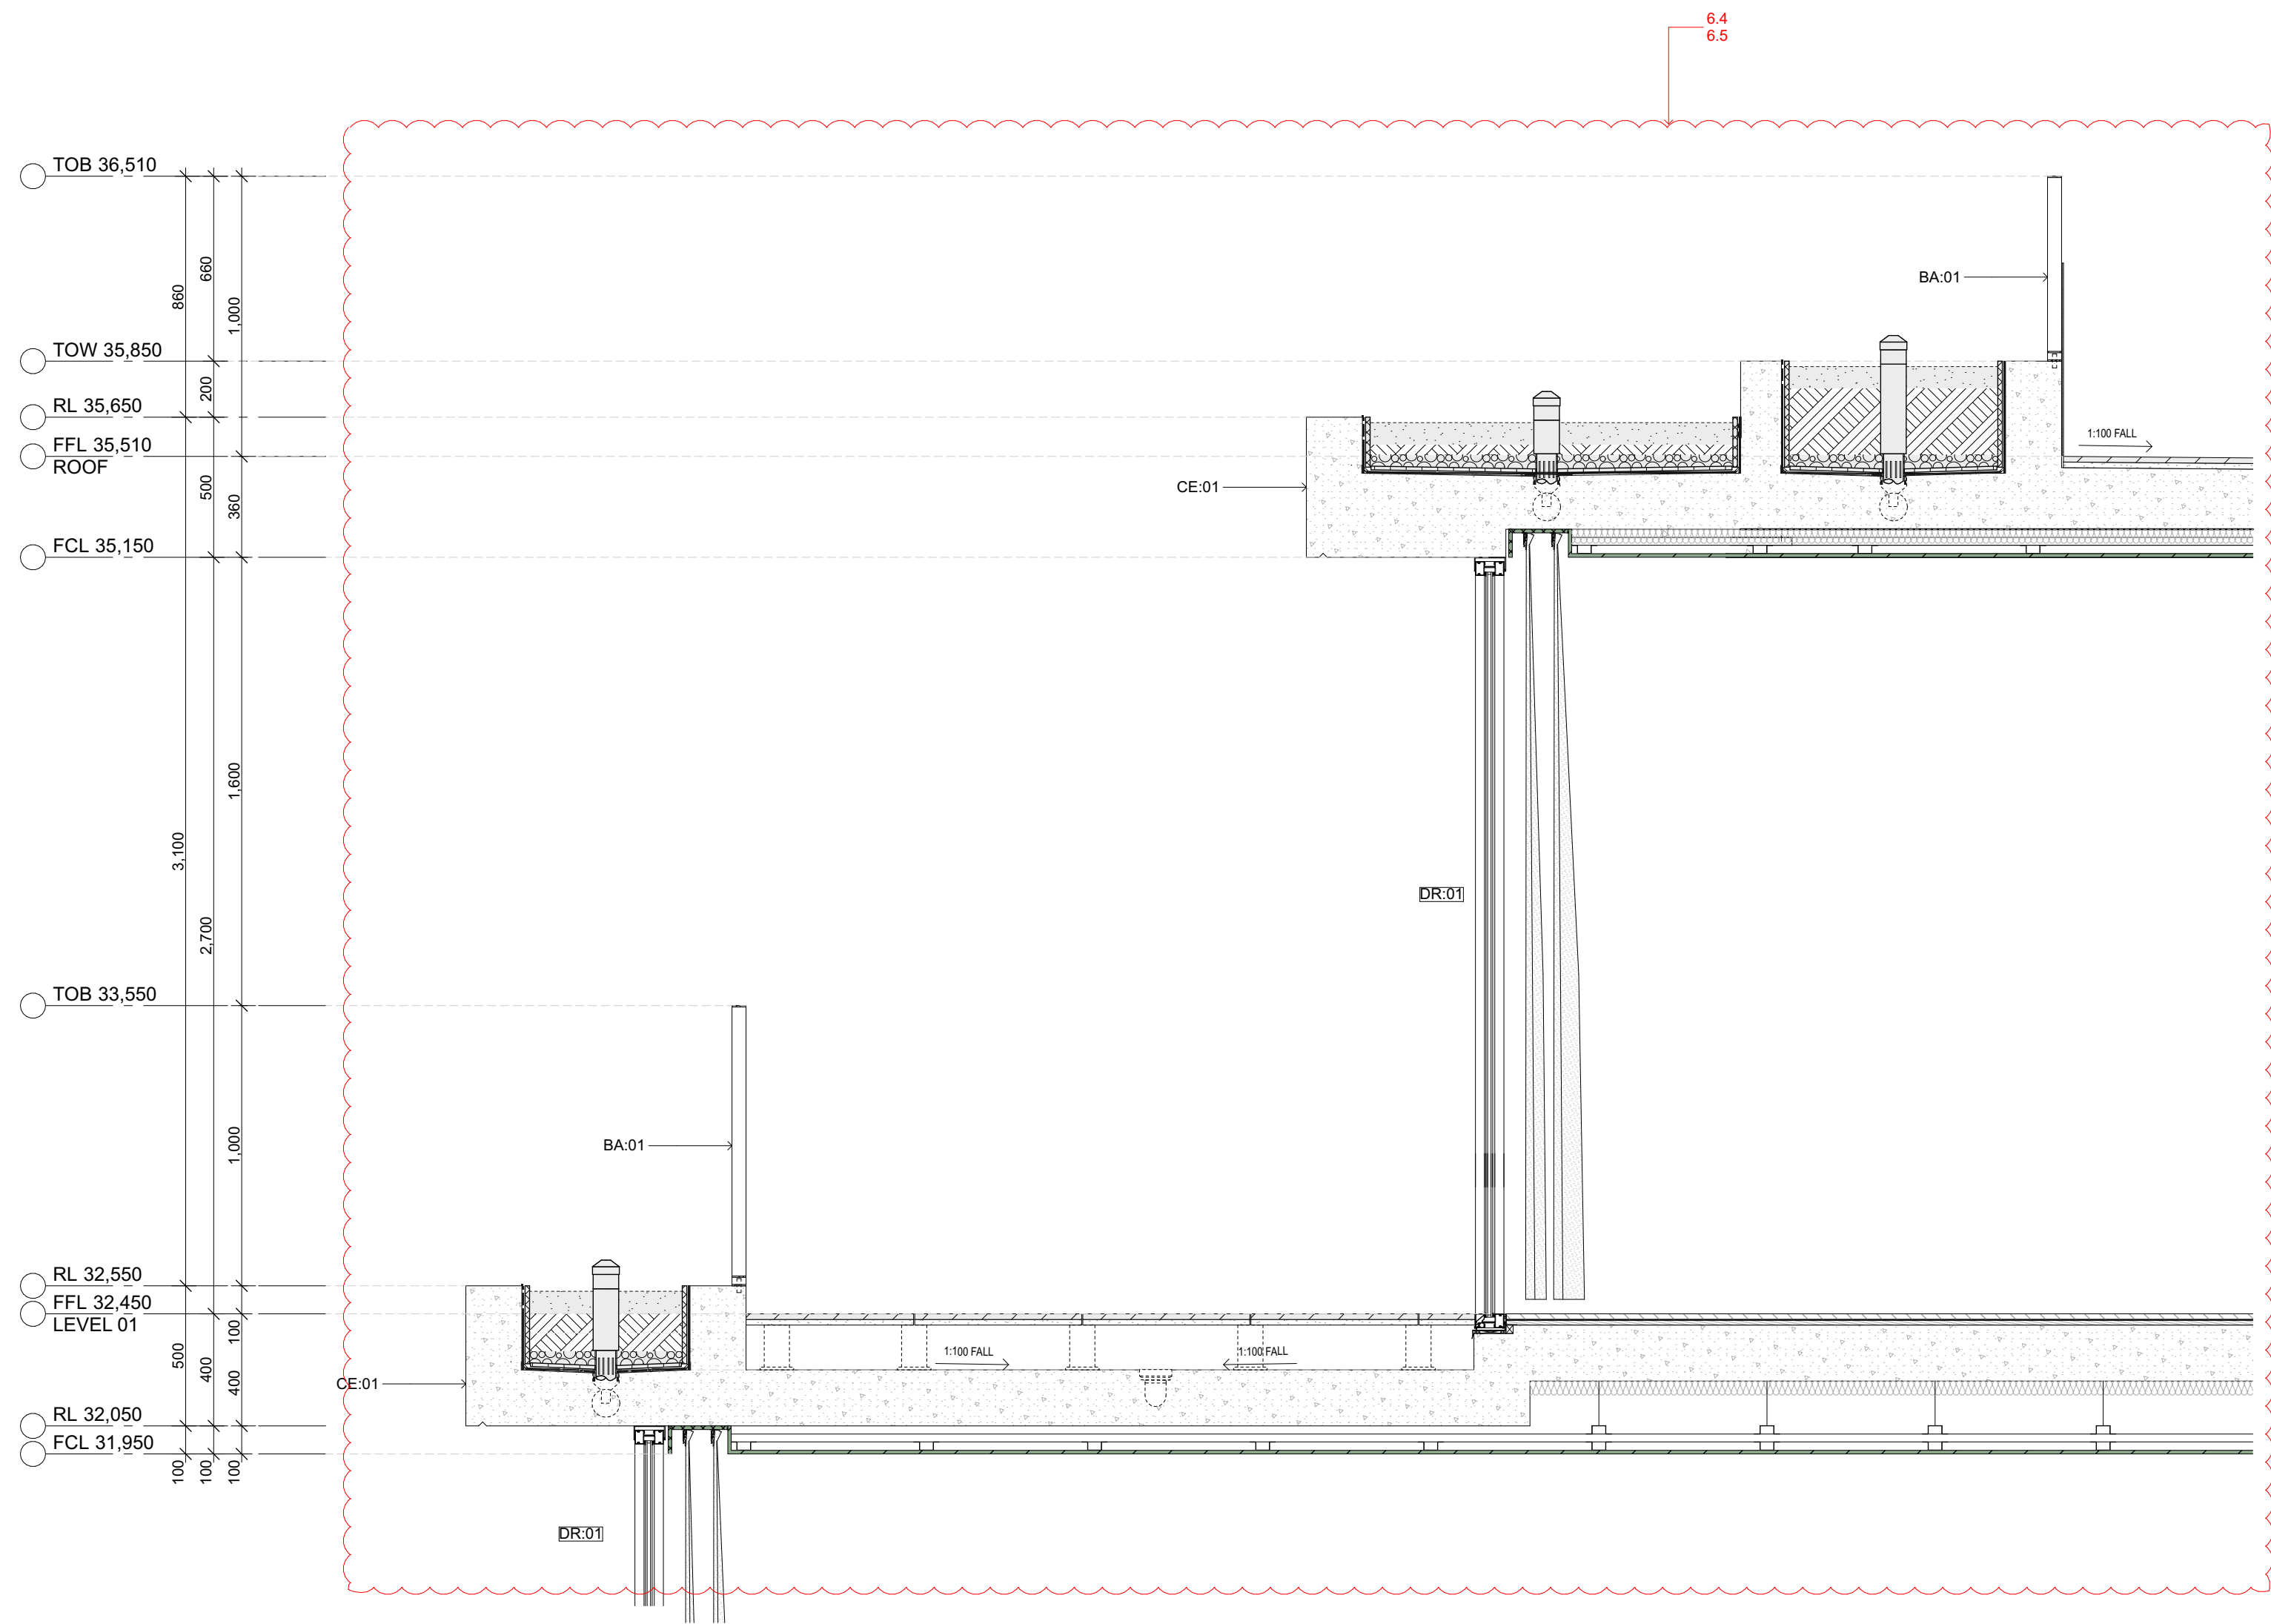 6.4
6.5
TOB 36,510
660
860
BA:01
1,000
TOW 35,850
200
RL 35,650
1:100 FALL
FFL 35,510
ROOF
500
CE:01
360
FCL 35,150
1,600
3,100
DR:01
2,700
TOB 33,550
1,000
BA:01
RL 32,550
FFL 32,450
LEVEL 01
100
500
1:100 FALL
1:100 FALL
400
400
CE:01
RL 32,050
FCL 31,950
100
100
100
DR:01